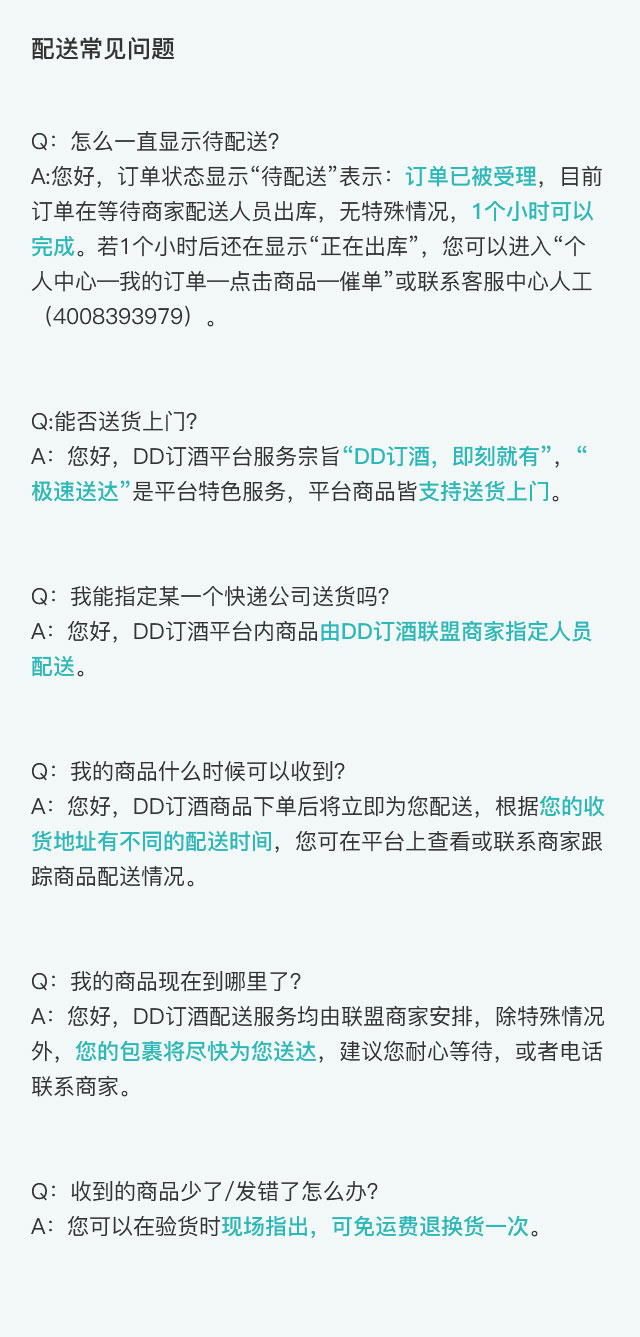 配送常见问题
Q：怎么一直显示待配送？
A:您好，订单状态显示“待配送”表示：订单已被受理，目前
订单在等待商家配送人员出库，无特殊情况，1个小时可以
完成。若1个小时后还在显示“正在出库”，您可以进入“个
人中心—我的订单—点击商品—催单”或联系客服中心人工
（4008393979）。
Q:能否送货上门？
A：您好，DD订酒平台服务宗旨“DD订酒，即刻就有”，“
极速送达”是平台特色服务，平台商品皆支持送货上门。
Q：我能指定某一个快递公司送货吗？
A：您好，DD订酒平台内商品由DD订酒联盟商家指定人员
配送。
Q：我的商品什么时候可以收到？
A：您好，DD订酒商品下单后将立即为您配送，根据您的收
货地址有不同的配送时间，您可在平台上查看或联系商家跟
踪商品配送情况。
Q：我的商品现在到哪里了？
A：您好，DD订酒配送服务均由联盟商家安排，除特殊情况
外，您的包裹将尽快为您送达，建议您耐心等待，或者电话
联系商家。
Q：收到的商品少了/发错了怎么办？
A：您可以在验货时现场指出，可免运费退换货一次。